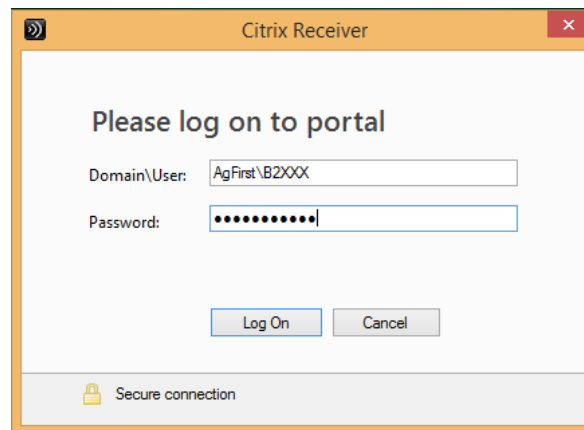 Citrix Receiver
Please log on to portal
Domain\User: AgFirst\B2XXX
Password: •••••••••••
Log On Cancel
Secure connection